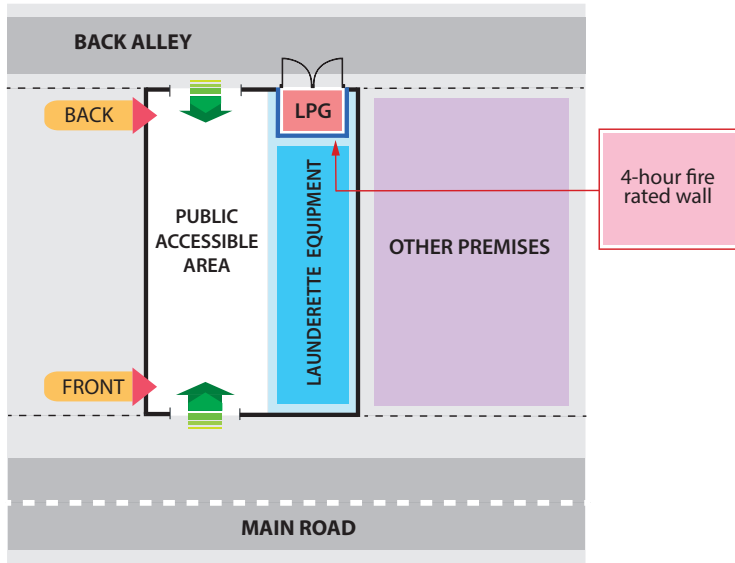 BACK ALLEY
BACK
LPG
4-hour fire
rated wall
PUBLIC
ACCESSIBLE
AREA
LAUNDERETTE EQUIPMENT
OTHER PREMISES
FRONT
MAIN ROAD